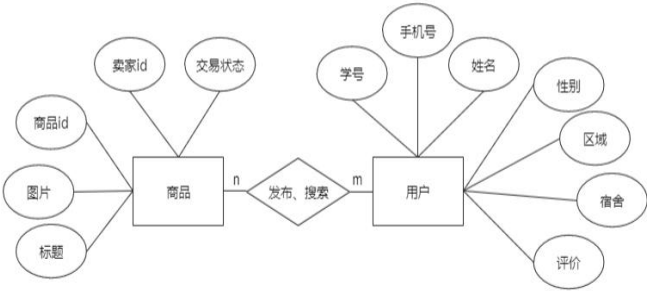 手机号
卖家id
交易状态
学号
姓名
性别
商品id
区域
图片
商品
n
发布、搜索
m
用户
宿舍
标题
评价